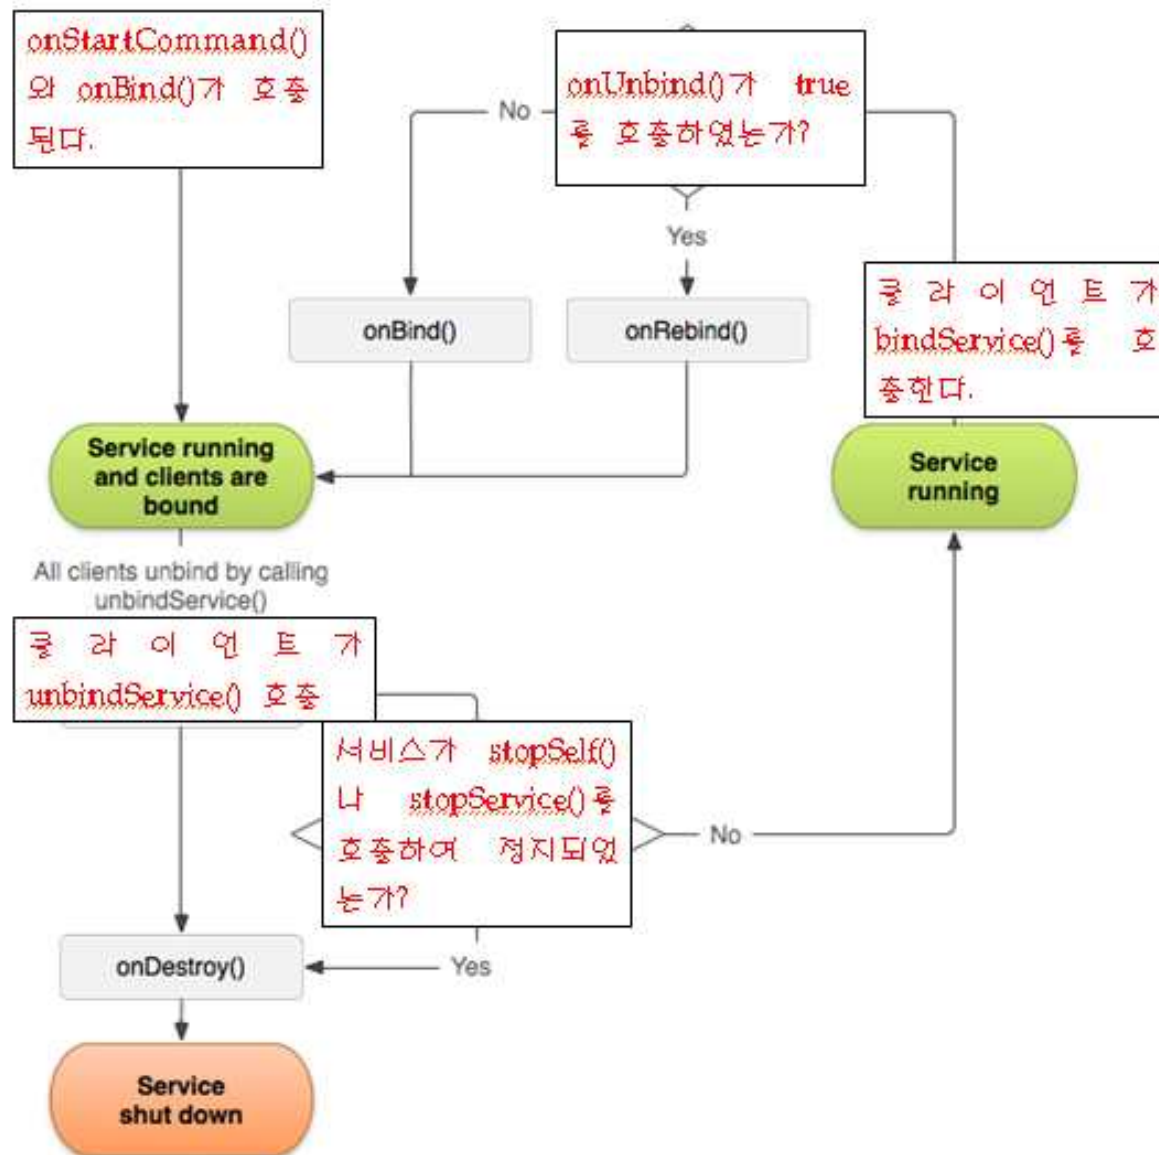 onStartCommand()
와 onBind()가 호출
된다.
onUnbind()가 true
를 호출하였는가?
No
Yes
onBind()
onRebind()
클라이언트가
bindService()를 호
출한다.
Service running
and clients are
bound
Service
running
All clients unbind by calling
unbindService()
클라이언트가
unbindService() 호출
서비스가 stopSelf()
나 stopService()를
호출하여 정지되었
는가?
No
Yes
onDestroy()
Service
shut down